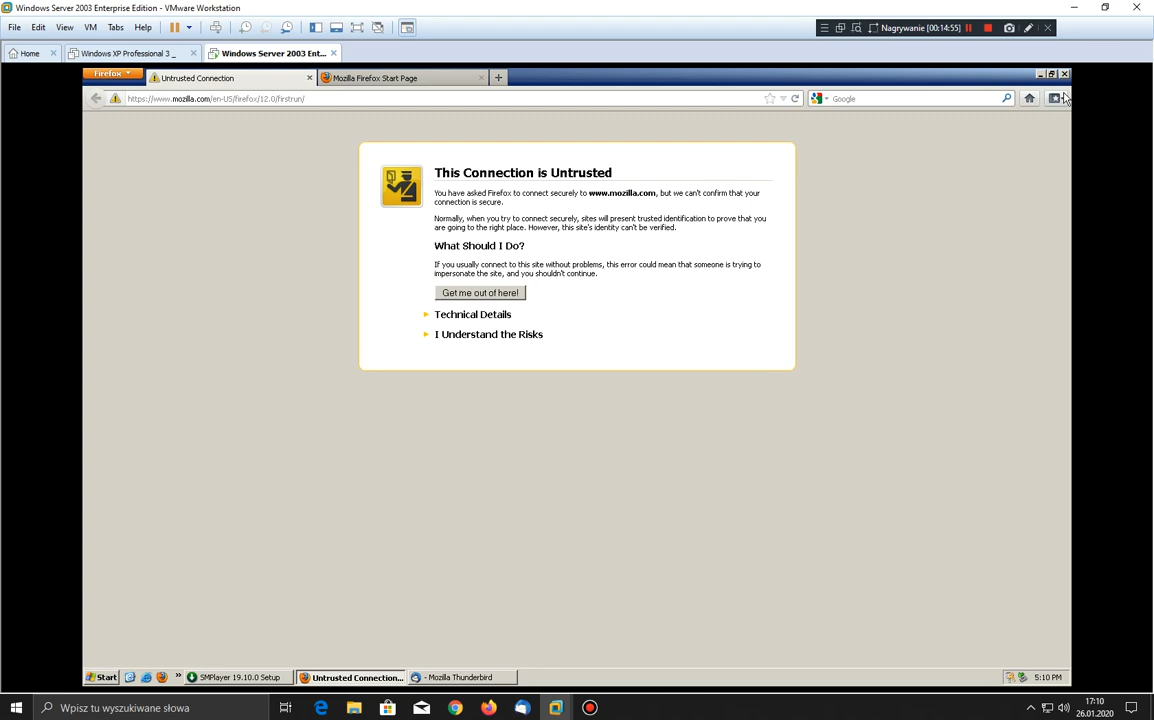 Windows Server 2003 Enterprise Edition - VMware Workstation
File Edit View VM Tabs Help
Nagrywanie [00:14:55]
Home Windows XP Professional 3 _ Windows Server 2003 Ent...
Firefox Untrusted Connection Mozilla Firefox Start Page
https://www.mozilla.com/en-US/firefox/12.0/firstrun/ Google
This Connection is Untrusted
You have asked Firefox to connect securely to www.mozilla.com, but we can't confirm that your
connection is secure.
Normally, when you try to connect securely, sites will present trusted identification to prove that you
are going to the right place. However, this site's identity can't be verified.
What Should I Do?
If you usually connect to this site without problems, this error could mean that someone is trying to
impersonate the site, and you shouldn't continue.
Get me out of here!
Technical Details
I Understand the Risks
Start » SMPlayer 19.10.0 Setup Untrusted Connection... - Mozilla Thunderbird 5:10 PM
Wpisz tu wyszukiwane słowa
17:10
26.01.2020